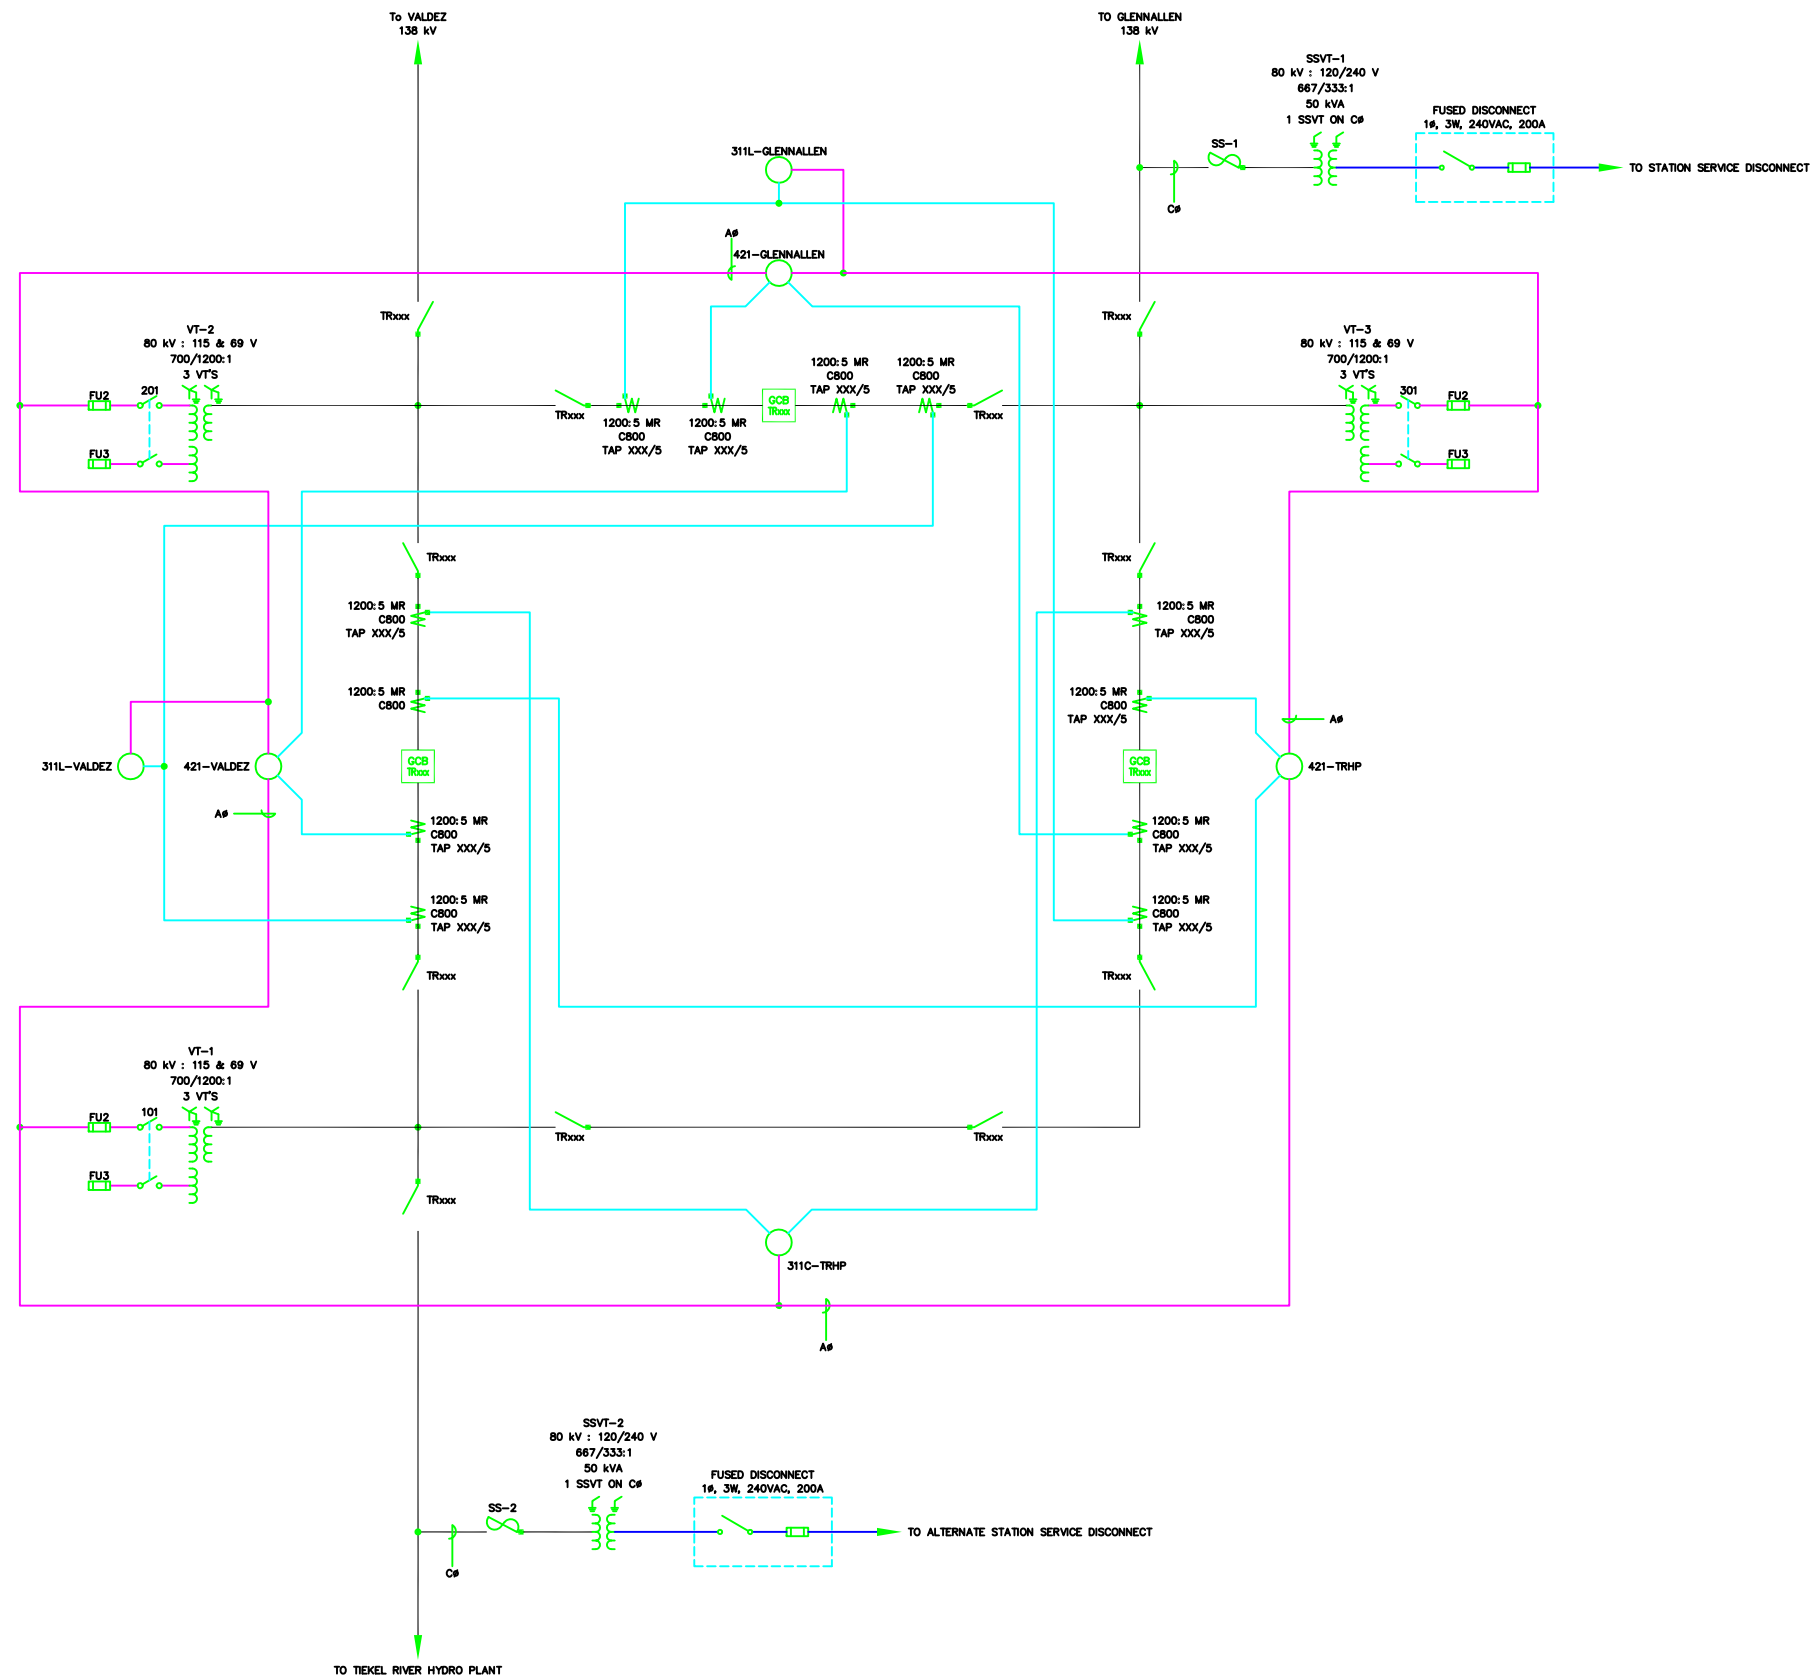 To VALDEZ
138 kV
TO GLENNALLEN
138 kV
SSVT-1
80 kV : 120/240 V
667/333:1
50 kVA
1 SSVT ON CØ
FUSED DISCONNECT
1ø, 3W, 240VAC, 200A
SS-1
TO STATION SERVICE DISCONNECT
CØ
311L-GLENNALLEN
AØ
421-GLENNALLEN
TRxxx
TRxxx
VT-2
80 kV : 115 & 69 V
700/1200:1
3 VT'S
FU2
201
FU3
VT-3
80 kV : 115 & 69 V
700/1200:1
3 VT'S
301
FU2
FU3
TRxxx
1200:5 MR
C800
TAP XXX/5
1200:5 MR
C800
TAP XXX/5
GCB
TRxxx
1200:5 MR
C800
TAP XXX/5
1200:5 MR
C800
TAP XXX/5
TRxxx
TRxxx
TRxxx
1200:5 MR
C800
TAP XXX/5
1200:5 MR
C800
TAP XXX/5
1200:5 MR
C800
1200:5 MR
C800
TAP XXX/5
AØ
311L-VALDEZ
421-VALDEZ
GCB
TRxxx
GCB
TRxxx
421-TRHP
AØ
1200:5 MR
C800
TAP XXX/5
1200:5 MR
C800
TAP XXX/5
1200:5 MR
C800
TAP XXX/5
1200:5 MR
C800
TAP XXX/5
TRxxx
TRxxx
VT-1
80 kV : 115 & 69 V
700/1200:1
3 VT'S
FU2
101
FU3
TRxxx
TRxxx
TRxxx
311C-TRHP
AØ
SSVT-2
80 kV : 120/240 V
667/333:1
50 kVA
1 SSVT ON CØ
FUSED DISCONNECT
1ø, 3W, 240VAC, 200A
SS-2
TO ALTERNATE STATION SERVICE DISCONNECT
CØ
TO TIEKEL RIVER HYDRO PLANT